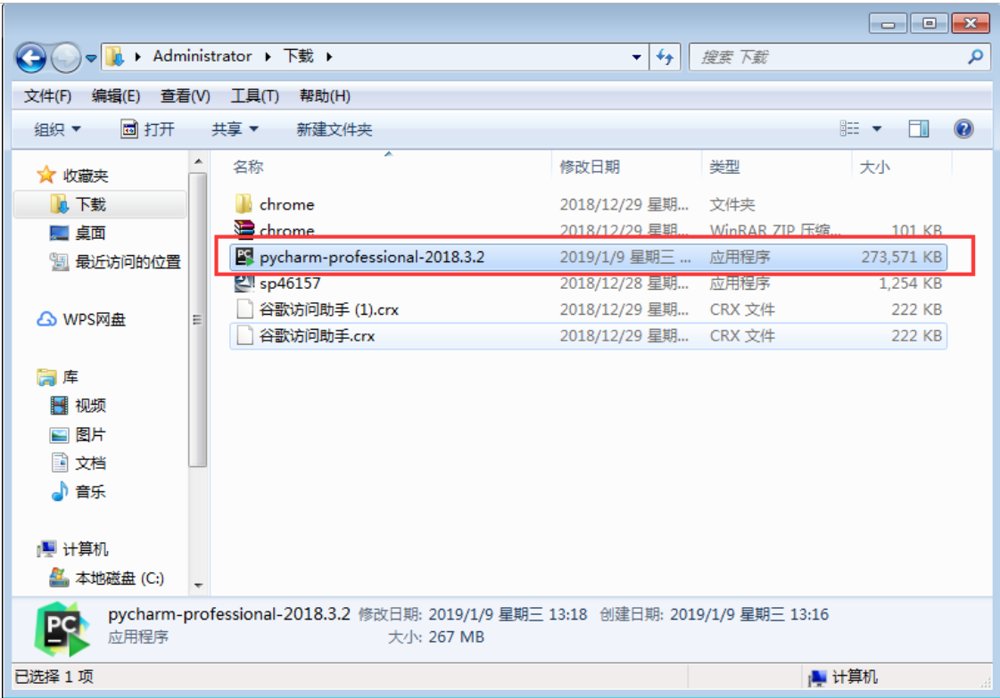 Administrator 下载
搜索 下载
文件(F) 编辑(E) 查看(V) 工具(T) 帮助(H)
组织 打开 共享 新建文件夹
收藏夹
下载
桌面
最近访问的位置
WPS网盘
库
视频
图片
文档
音乐
计算机
本地磁盘 (C:)
名称 修改日期 类型 大小
chrome 2018/12/29 星期... 文件夹
chrome 2018/12/29 星期... WinRAR ZIP 压缩... 101 KB
pycharm-professional-2018.3.2 2019/1/9 星期三 ... 应用程序 273,571 KB
sp46157 2018/12/28 星期... 应用程序 1,254 KB
谷歌访问助手 (1).crx 2018/12/29 星期... CRX 文件 222 KB
谷歌访问助手.crx 2018/12/29 星期... CRX 文件 222 KB
PC pycharm-professional-2018.3.2 修改日期: 2019/1/9 星期三 13:18 创建日期: 2019/1/9 星期三 13:16
应用程序 大小: 267 MB
已选择 1 项 计算机